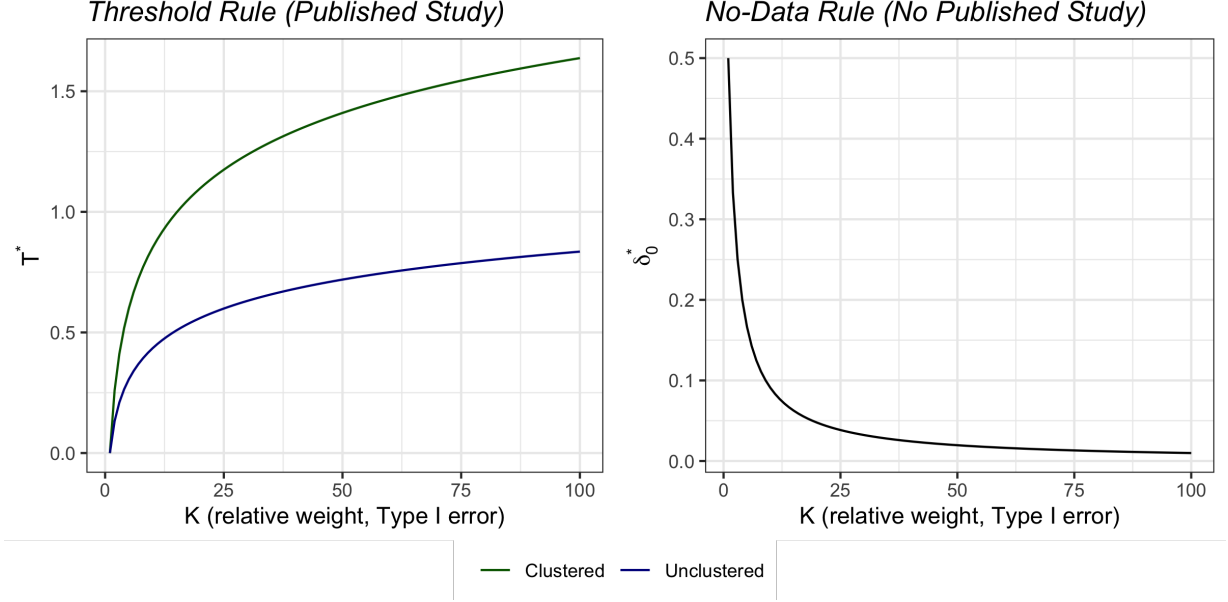 Threshold Rule (Published Study)
T*
1.5
1.0
0.5
0.0
0 25 50 75 100
K (relative weight, Type I error)
No-Data Rule (No Published Study)
δ0*
0.5
0.4
0.3
0.2
0.1
0.0
0 25 50 75 100
K (relative weight, Type I error)
Clustered Unclustered